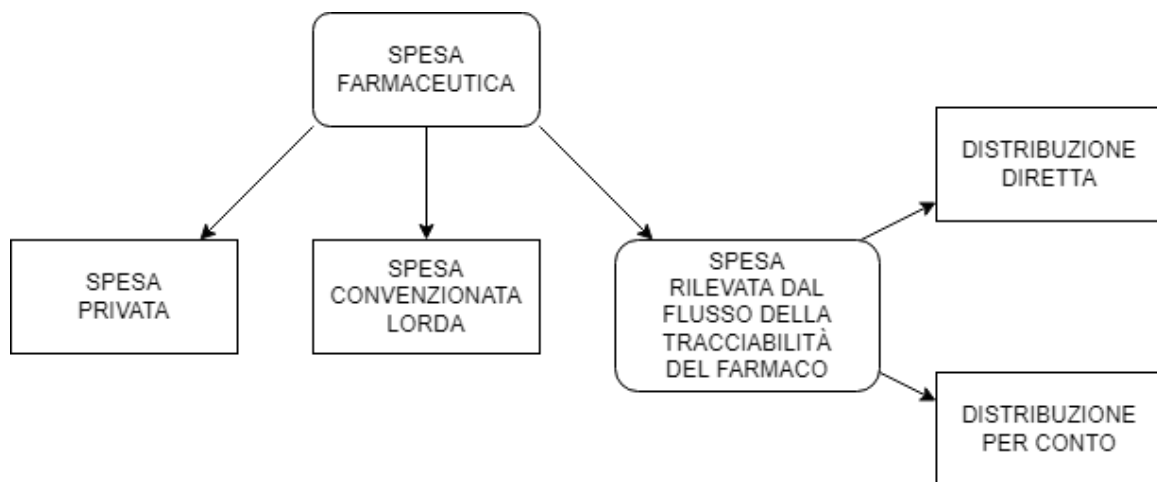 SPESA
FARMACEUTICA
SPESA
PRIVATA
SPESA
CONVENZIONATA
LORDA
SPESA
RILEVATA DAL
FLUSSO DELLA
TRACCIABILITÀ
DEL FARMACO
DISTRIBUZIONE
DIRETTA
DISTRIBUZIONE
PER CONTO